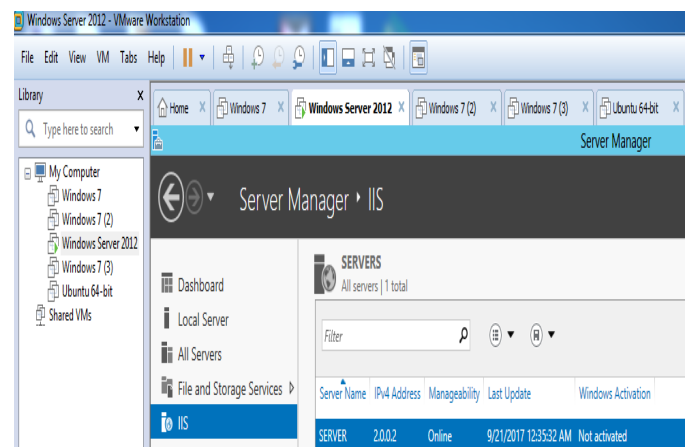 Windows Server 2012 - VMware Workstation
File Edit View VM Tabs Help
Library X
Type here to search
My Computer
Windows 7
Windows 7 (2)
Windows Server 2012
Windows 7 (3)
Ubuntu 64-bit
Shared VMs
Home × Windows 7 × Windows Server 2012 × Windows 7 (2) × Windows 7 (3) × Ubuntu 64-bit ×
Server Manager
Server Manager ‣ IIS
Dashboard
Local Server
All Servers
File and Storage Services
IIS
SERVERS
All servers | 1 total
Filter
Server Name IPv4 Address Manageability Last Update Windows Activation
SERVER 2.0.0.2 Online 9/21/2017 12:35:32 AM Not activated